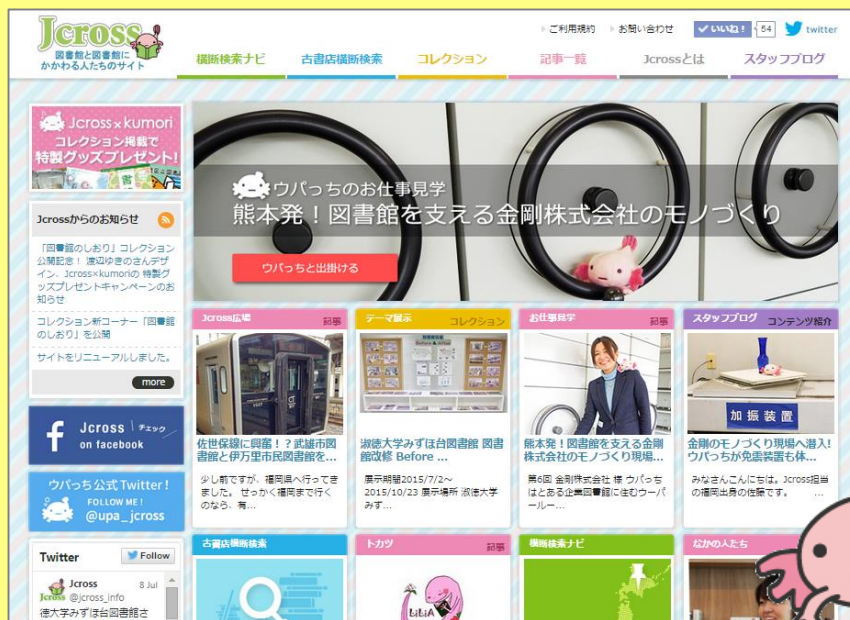 Jcross
図書館と図書館に
かかわる人たちのサイト
ご利用規約
お問い合わせ
いいね！
54
twitter
横断検索ナビ
古書店横断検索
コレクション
記事一覧
Jcrossとは
スタッフブログ
Jcross×kumori
コレクション掲載で
特製グッズプレゼント!
Jcrossからのお知らせ
「図書館のしおり」コレクション
公開記念！ 渡辺ゆきのさんデザ
イン、Jcross×kumoriの 特製グ
ッズプレゼントキャンペーンのお
知らせ
コレクション新コーナー「図書館
のしおり」を公開
サイトをリニューアルしました。
more
Jcross チェック
on facebook
ウパっち公式Twitter！
FOLLOW ME！
@upa_jcross
Twitter
Follow
Jcross
8 Jul
Jcross
@jcross_info
徳大学みずほ台図書館さ
ウパっちのお仕事見学
熊本発！図書館を支える金剛株式会社のモノづくり
ウパっちと出掛ける
Jcross広場
記事
佐世保線に興奮！？武雄市図
書館と伊万里市民図書館を...
少し前ですが、福岡県へ行ってき
ました。 せっかく福岡まで行く
のなら、有...
テーマ展示
コレクション
Before & After
淑徳大学みずほ台図書館 図書
館改修 Before ...
展示期間2015/7/2～
2015/10/23 展示場所 淑徳大学
みず...
お仕事見学
記事
熊本発！図書館を支える金剛
株式会社のモノづくり現場...
第6回 金剛株式会社 様 ウパっち
はとある企業図書館に住むウーパ
ールー...
スタッフブログ
コンテンツ紹介
加振装置
金剛のモノづくり現場へ潜入!
ウパっちが免震装置も体...
みなさんこんにちは。Jcross担当
の福岡出身の佐藤です。 ...
古書店横断検索
トカツ
記事
LiLiA
横断検索ナビ
なかの人たち